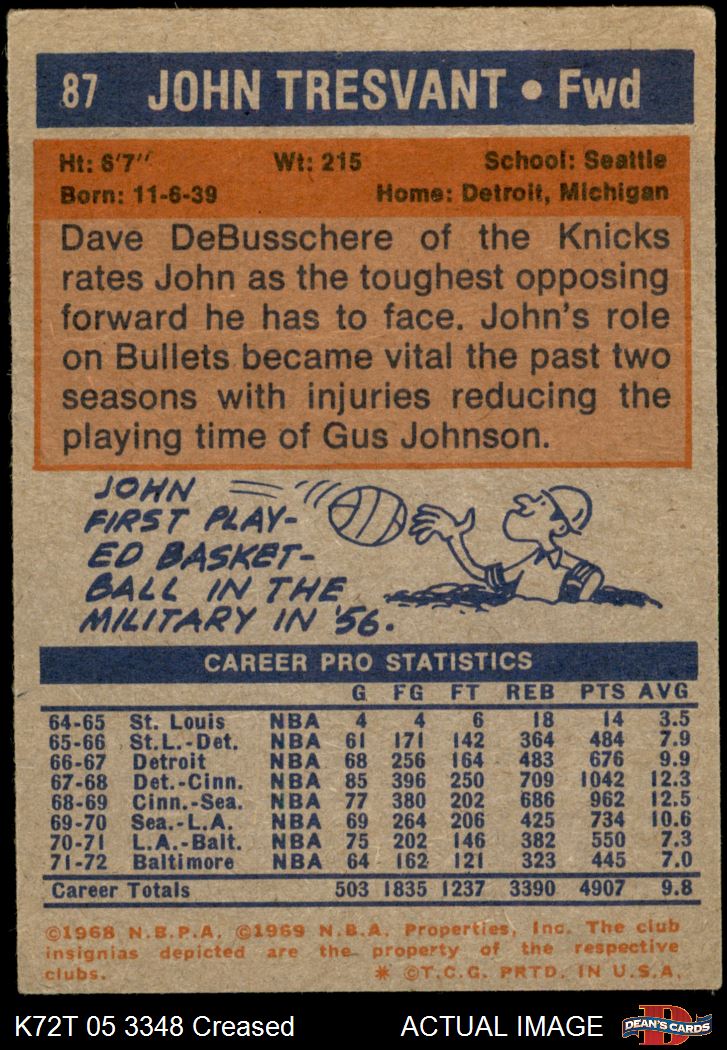 87 JOHN TRESVANT • Fwd
Ht: 6'7" Wt: 215 School: Seattle
Born: 11-6-39 Home: Detroit, Michigan
Dave DeBusschere of the Knicks
rates John as the toughest opposing
forward he has to face. John's role
on Bullets became vital the past two
seasons with injuries reducing the
playing time of Gus Johnson.
JOHN
FIRST PLAY-
ED BASKET-
BALL IN THE
MILITARY IN '56.
CAREER PRO STATISTICS
G FG FT REB PTS AVG
64-65 St. Louis NBA 4 4 6 18 14 3.5
65-66 St.L.-Det. NBA 61 171 142 364 484 7.9
66-67 Detroit NBA 68 256 164 483 676 9.9
67-68 Det.-Cinn. NBA 85 396 250 709 1042 12.3
68-69 Cinn.-Sea. NBA 77 380 202 686 962 12.5
69-70 Sea.-L.A. NBA 69 264 206 425 734 10.6
70-71 L.A.-Balt. NBA 75 202 146 382 550 7.3
71-72 Baltimore NBA 64 162 121 323 445 7.0
Career Totals 503 1835 1237 3390 4907 9.8
©1968 N.B.P.A. ©1969 N.B.A. Properties, Inc. The club
insignias depicted are the property of the respective
clubs. * ©T.C.G. PRTD. IN U.S.A.
K72T 05 3348 Creased ACTUAL IMAGE DEAN'S CARDS